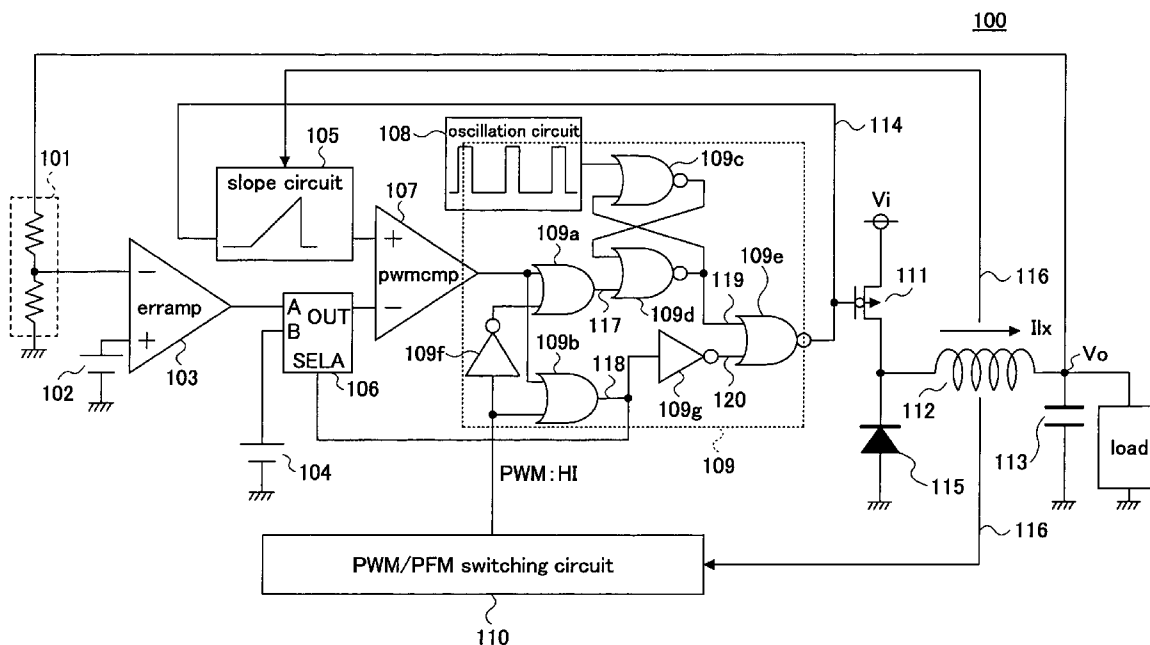 100
101
102
erramp
−
+
103
104
105
slope circuit
A
B
OUT
SELA
106
107
pwmcmp
+
−
108
oscillation circuit
109a
109b
109c
109d
109e
109f
109g
117
118
119
120
109
PWM:HI
PWM/PFM switching circuit
110
114
Vi
111
116
Ilx
112
Vo
113
load
115
116